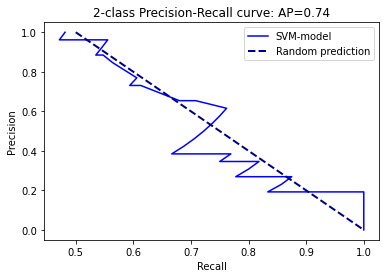 2-class Precision-Recall curve: AP=0.74
SVM-model
Random prediction
Precision
1.0
0.8
0.6
0.4
0.2
0.0
0.5
0.6
0.7
0.8
0.9
1.0
Recall